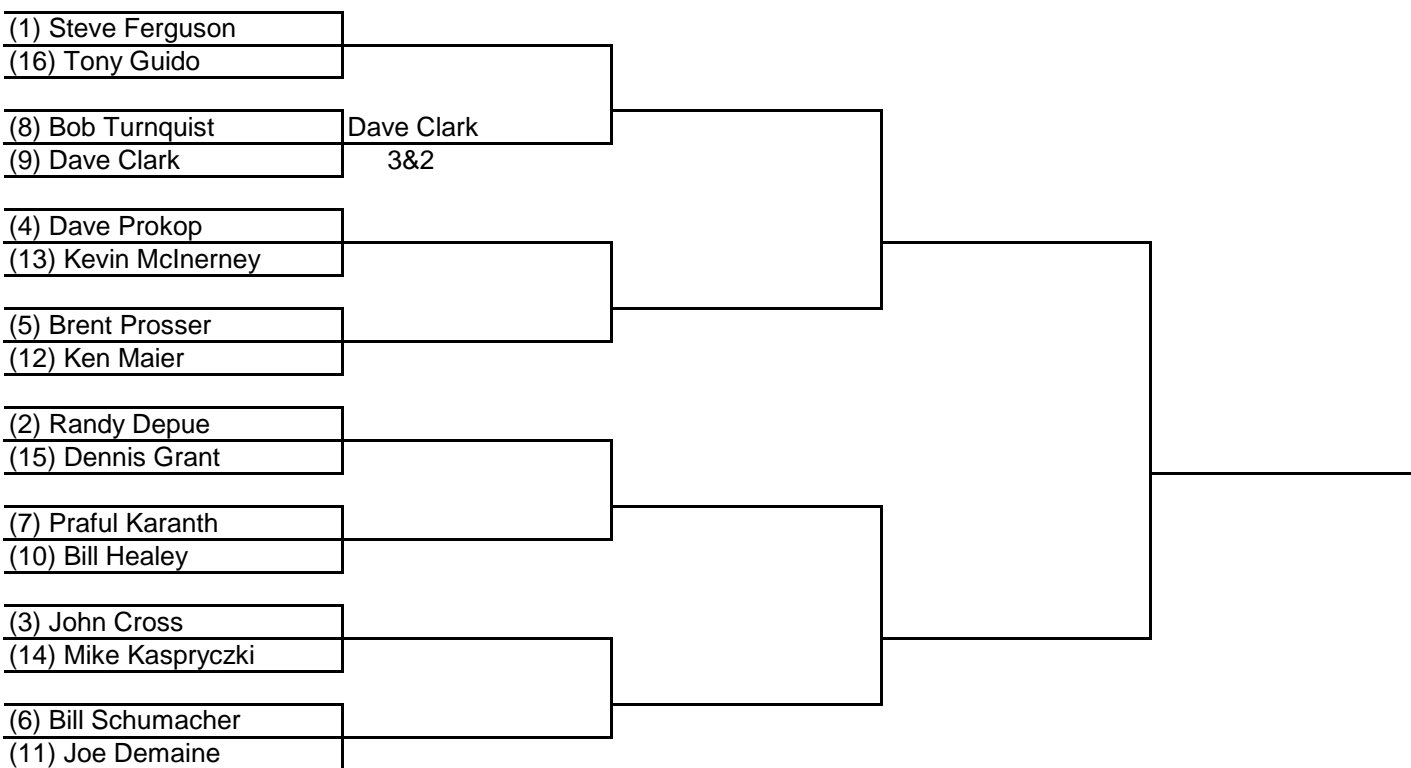 (1) Steve Ferguson
(16) Tony Guido
(8) Bob Turnquist
Dave Clark
(9) Dave Clark
3&2
(4) Dave Prokop
(13) Kevin McInerney
(5) Brent Prosser
(12) Ken Maier
(2) Randy Depue
(15) Dennis Grant
(7) Praful Karanth
(10) Bill Healey
(3) John Cross
(14) Mike Kaspryczki
(6) Bill Schumacher
(11) Joe Demaine